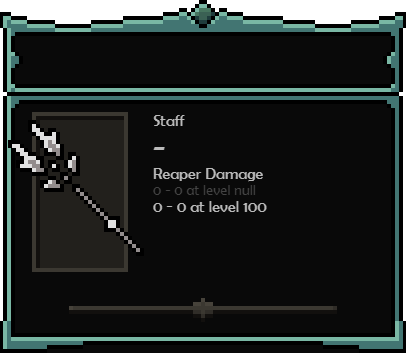 Staff
–
Reaper Damage
0 - 0 at level null
0 - 0 at level 100